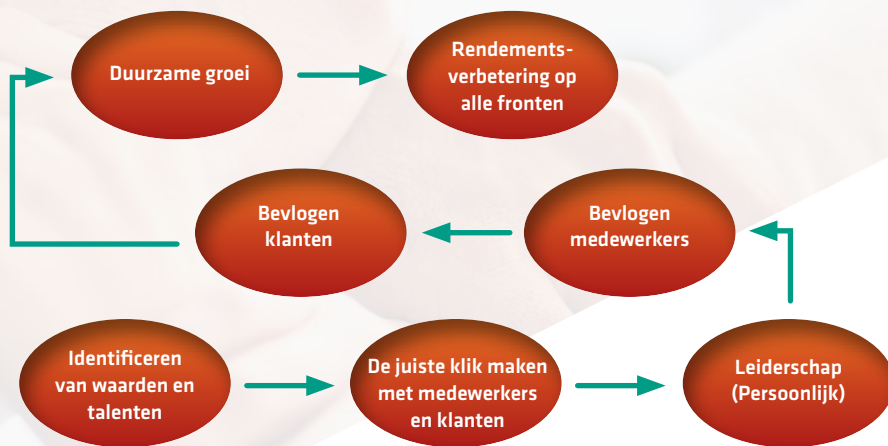 Duurzame groei
Rendements-
verbetering op
alle fronten
Bevlogen
klanten
Bevlogen
medewerkers
Identificeren
van waarden en
talenten
De juiste klik maken
met medewerkers
en klanten
Leiderschap
(Persoonlijk)